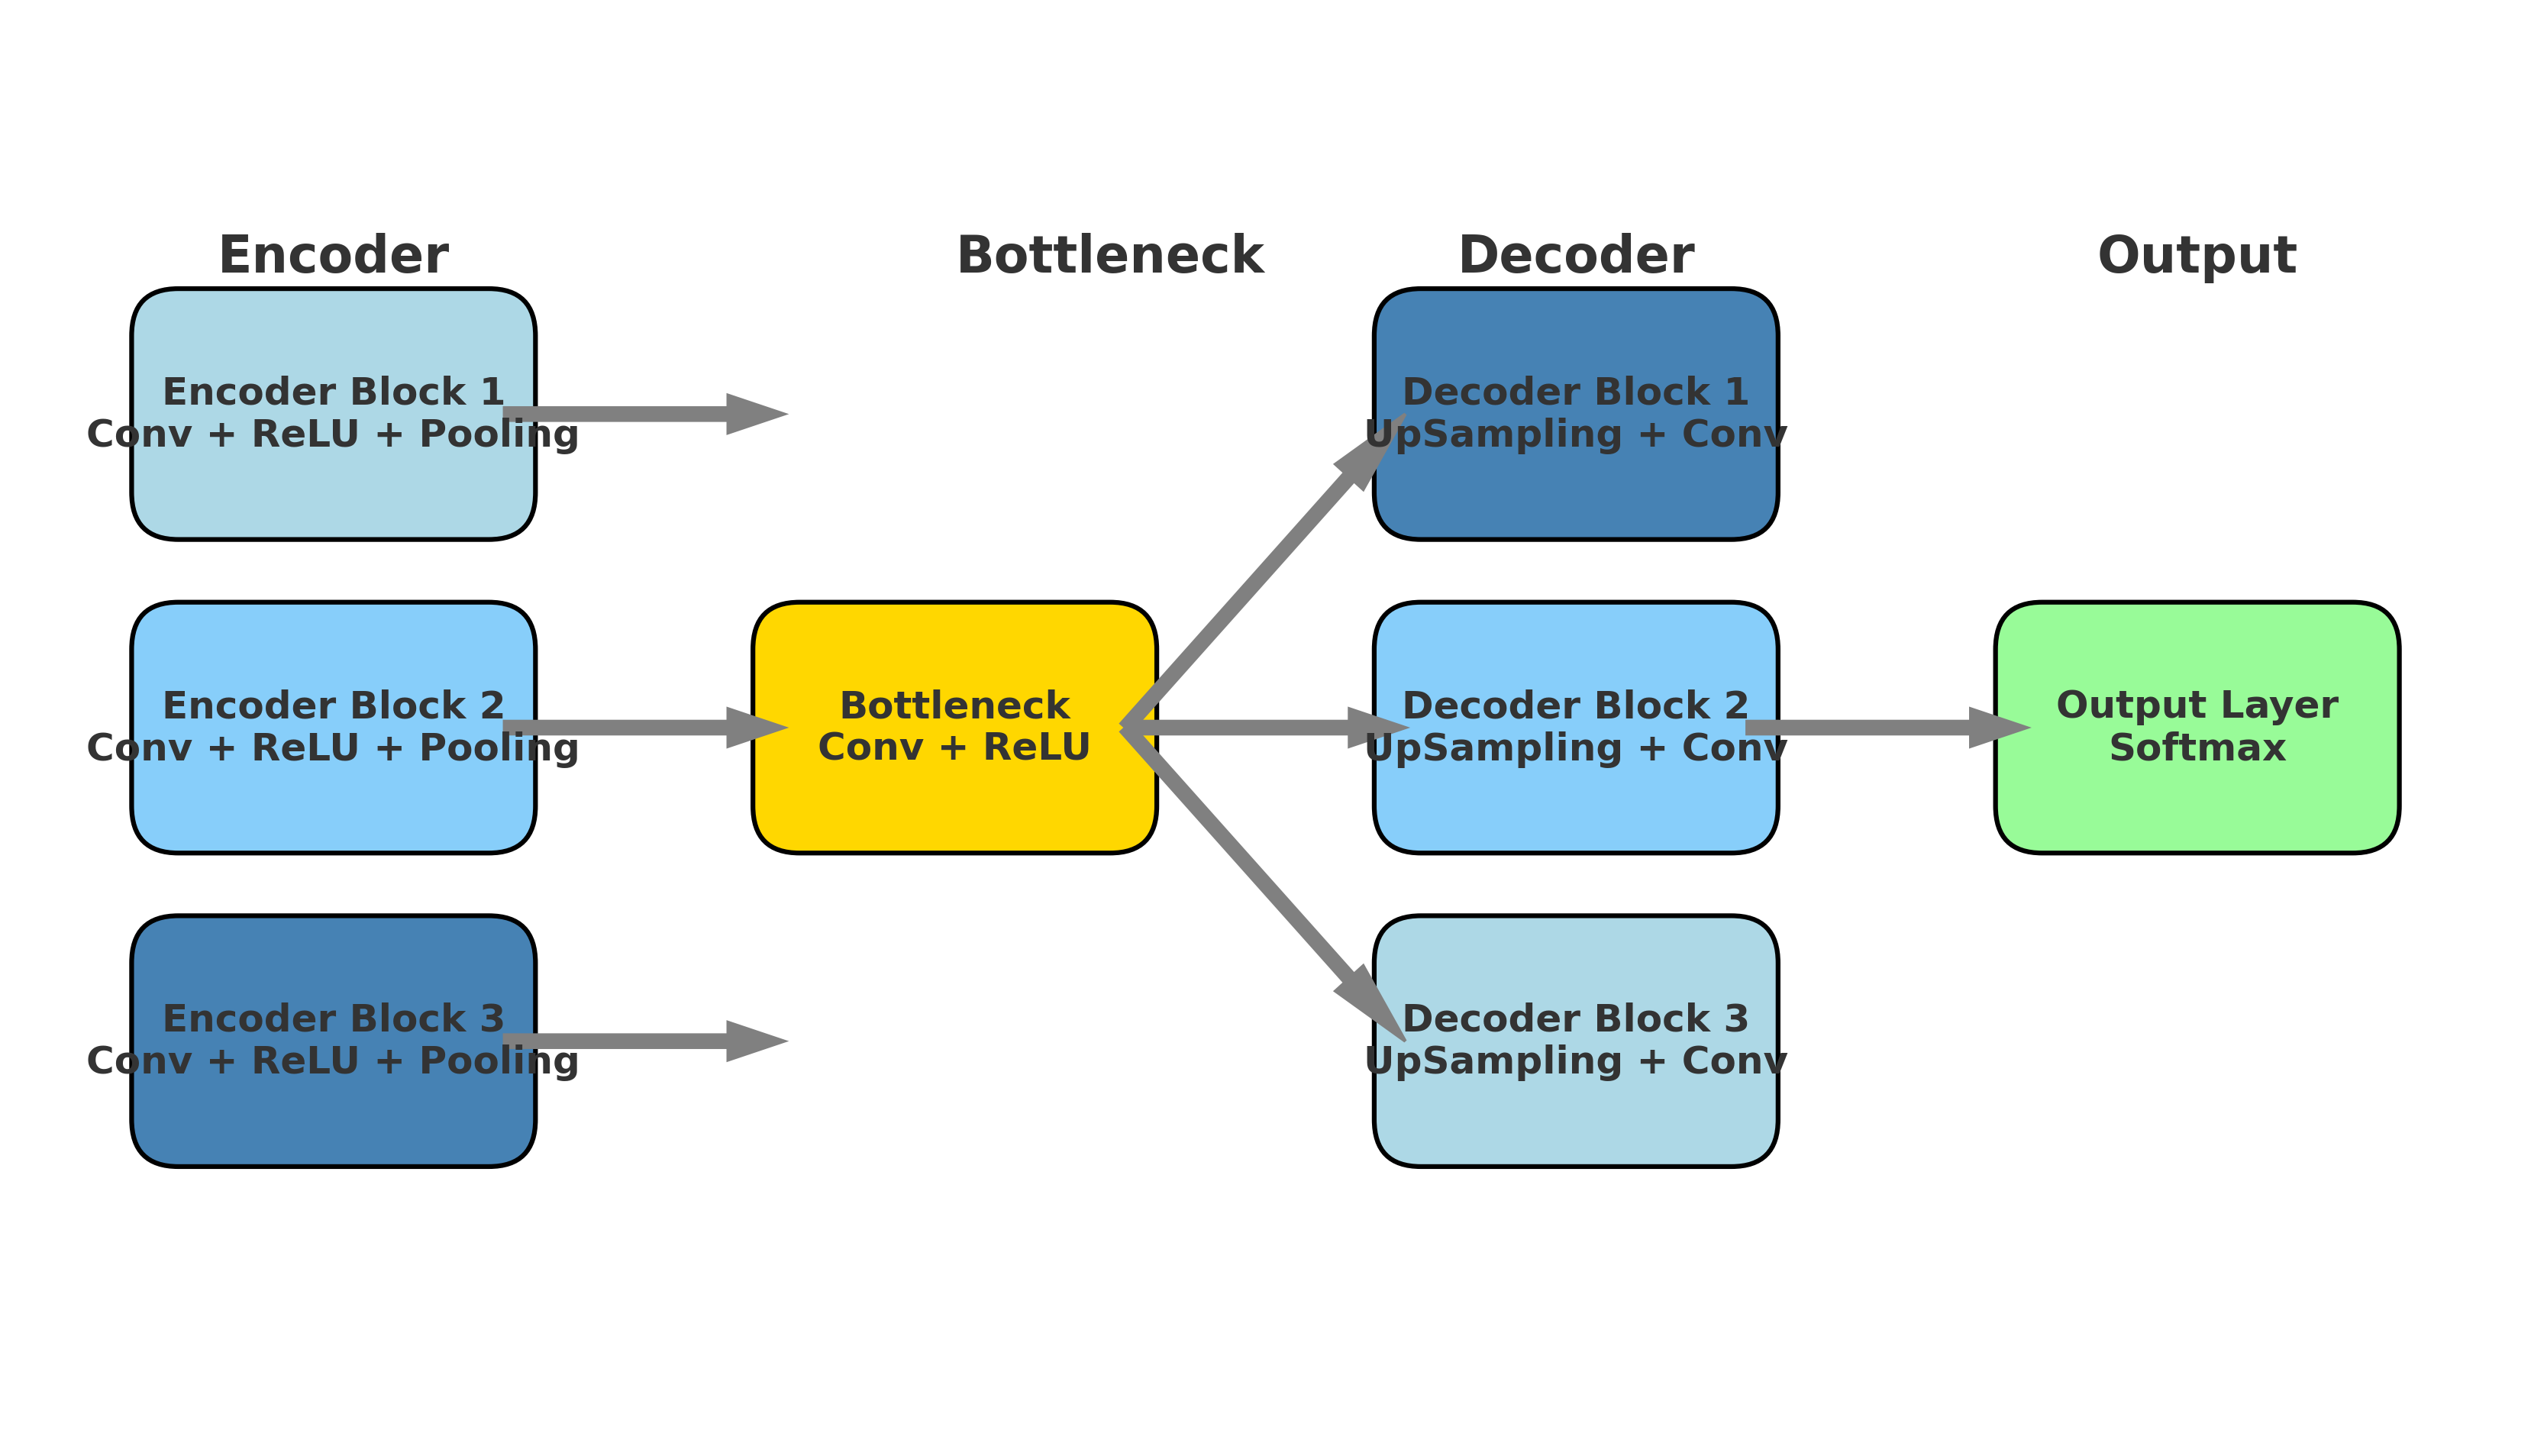 Encoder
Bottleneck
Decoder
Output
Encoder Block 1
Conv + ReLU + Pooling
Encoder Block 2
Conv + ReLU + Pooling
Encoder Block 3
Conv + ReLU + Pooling
Bottleneck
Conv + ReLU
Decoder Block 1
UpSampling + Conv
Decoder Block 2
UpSampling + Conv
Decoder Block 3
UpSampling + Conv
Output Layer
Softmax